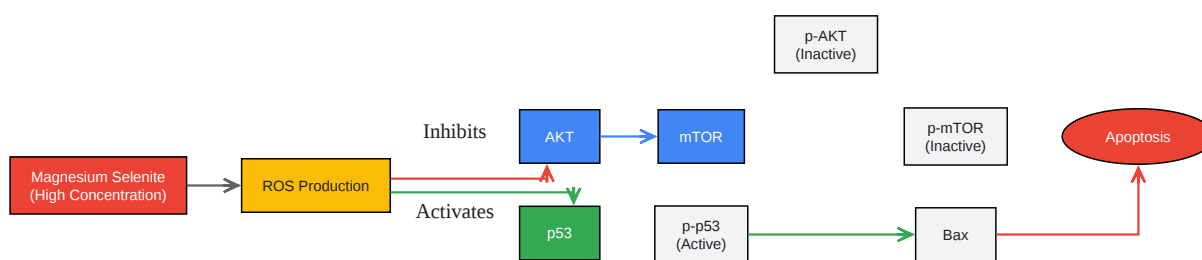 p-AKT
(Inactive)
Inhibits
AKT
mTOR
p-mTOR
(Inactive)
Apoptosis
Magnesium Selenite
(High Concentration)
ROS Production
Activates
p53
p-p53
(Active)
Bax